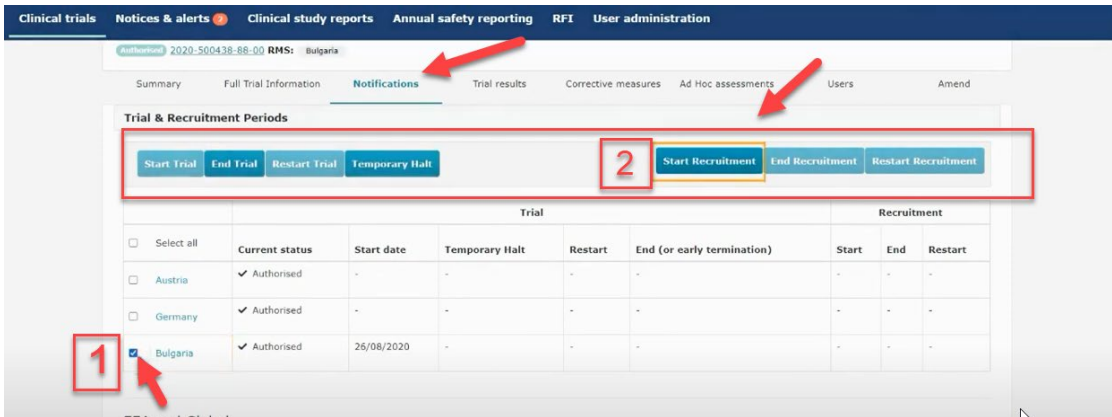 Clinical trials Notices & alerts Clinical study reports Annual safety reporting RFI User administration
Authorised 2020-500438-88-00 RMS: Bulgaria
Summary Full Trial Information Notifications Trial results Corrective measures Ad Hoc assessments Users Amend
Trial & Recruitment Periods
Start Trial End Trial Restart Trial Temporary Halt 2 Start Recruitment End Recruitment Restart Recruitment
Trial Recruitment
Select all Current status Start date Temporary Halt Restart End (or early termination) Start End Restart
Austria ✔ Authorised - - - - - - -
Germany ✔ Authorised - - - - - - -
1 Bulgaria ✔ Authorised 26/08/2020 - - - - - -